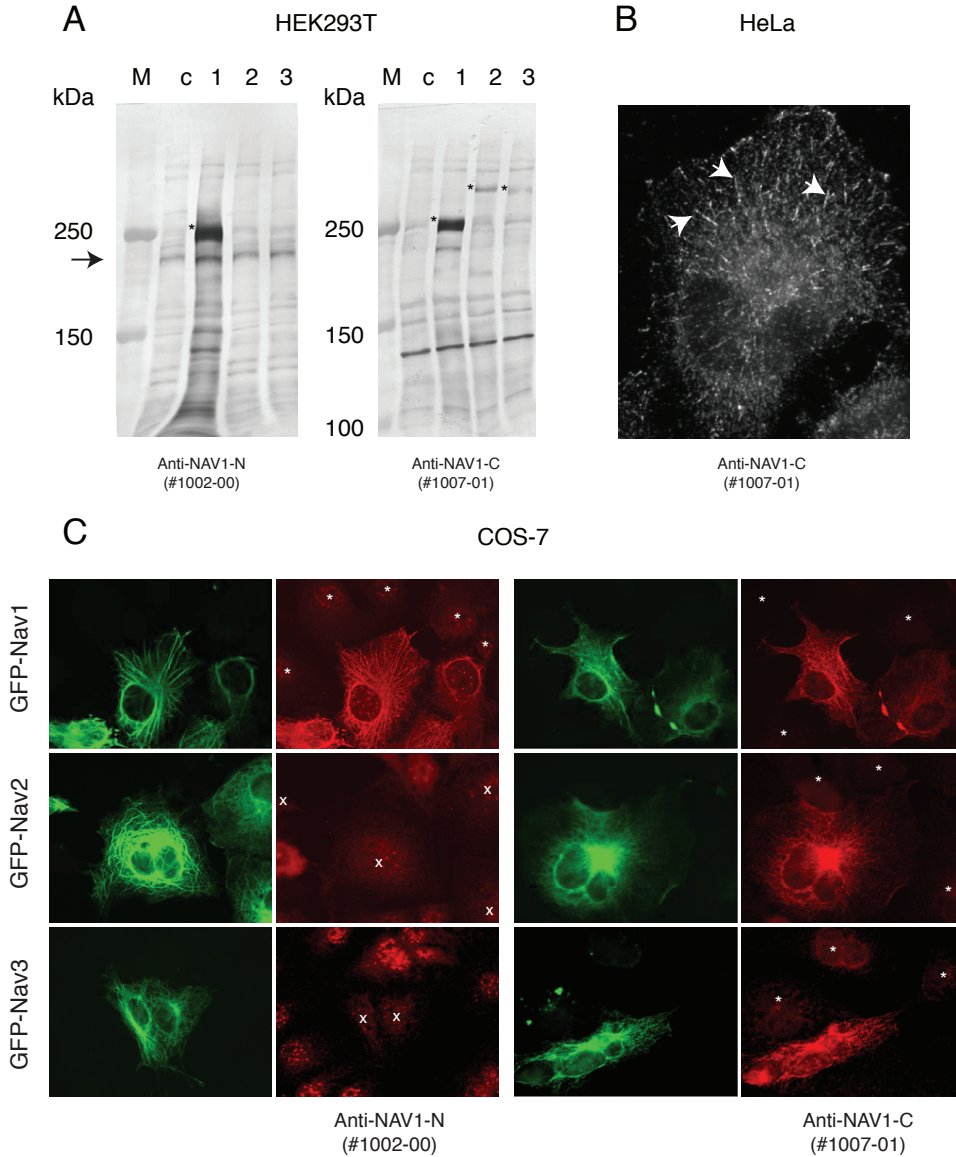 A
HEK293T
B
HeLa
M c 1 2 3
M c 1 2 3
kDa
kDa
250
150
250
150
100
*
*
* *
Anti-NAV1-N
(#1002-00)
Anti-NAV1-C
(#1007-01)
Anti-NAV1-C
(#1007-01)
C
COS-7
GFP-Nav1
* * * * *
* * *
GFP-Nav2
x x x x
* * *
GFP-Nav3
x x
* * *
Anti-NAV1-N
(#1002-00)
Anti-NAV1-C
(#1007-01)